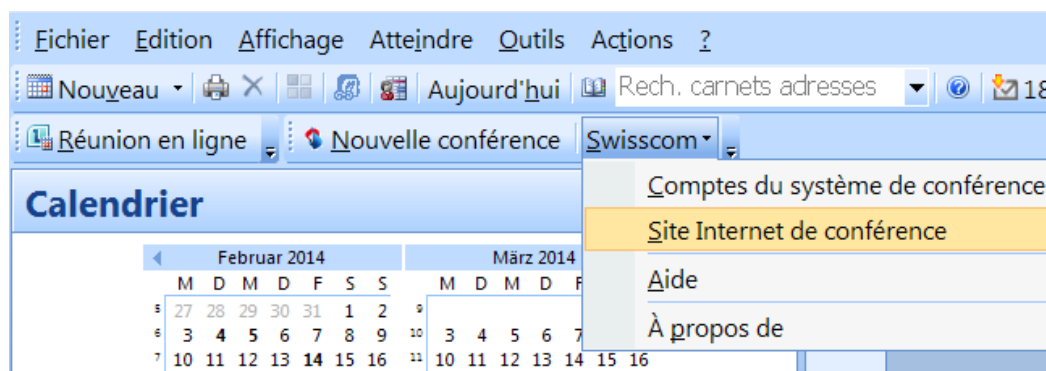 Fichier Edition Affichage Atteindre Outils Actions ?
Nouveau Aujourd'hui Rech. carnets adresses 18
Réunion en ligne Nouvelle conférence Swisscom
Comptes du système de conférence
Calendrier
Site Internet de conférence
Februar 2014 März 2014
M D M D F S S M D M D F
Aide
5 27 28 29 30 31 1 2 9
6 3 4 5 6 7 8 9 10 3 4 5 6 7
À propos de
7 10 11 12 13 14 15 16 11 10 11 12 13 14 15 16